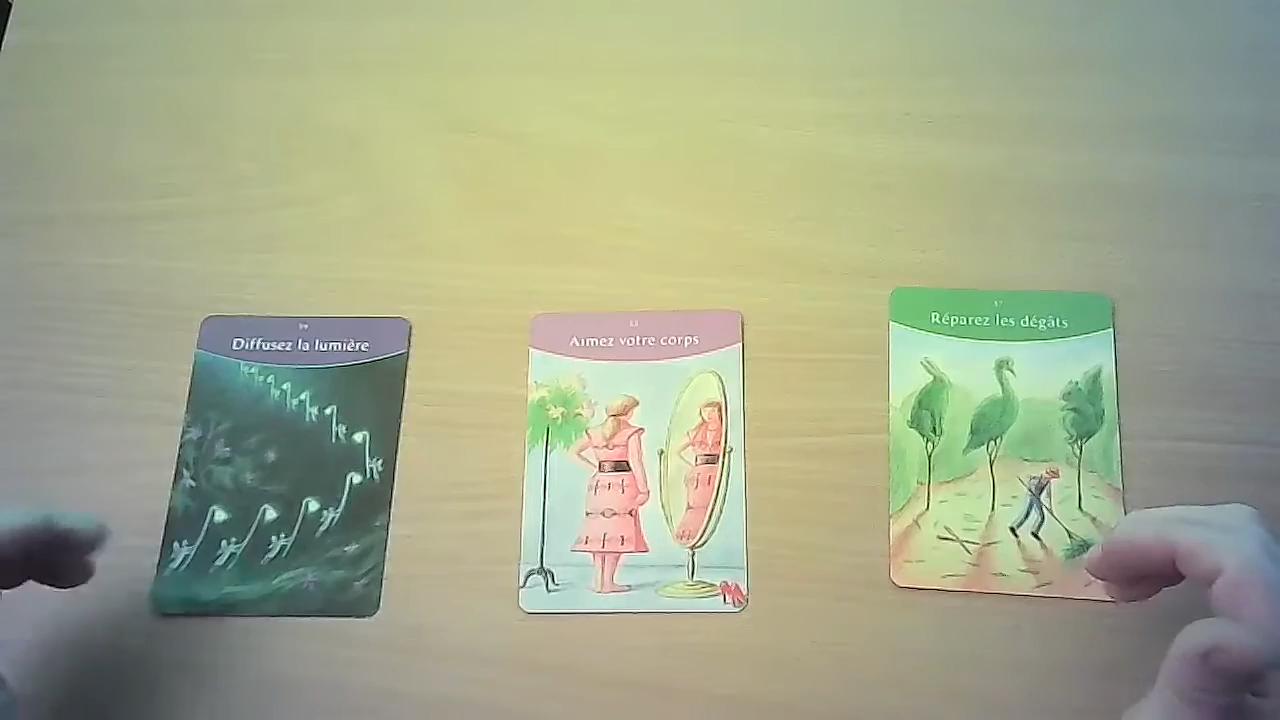 Diffusez la lumière
Aimez votre corps
Réparez les dégâts